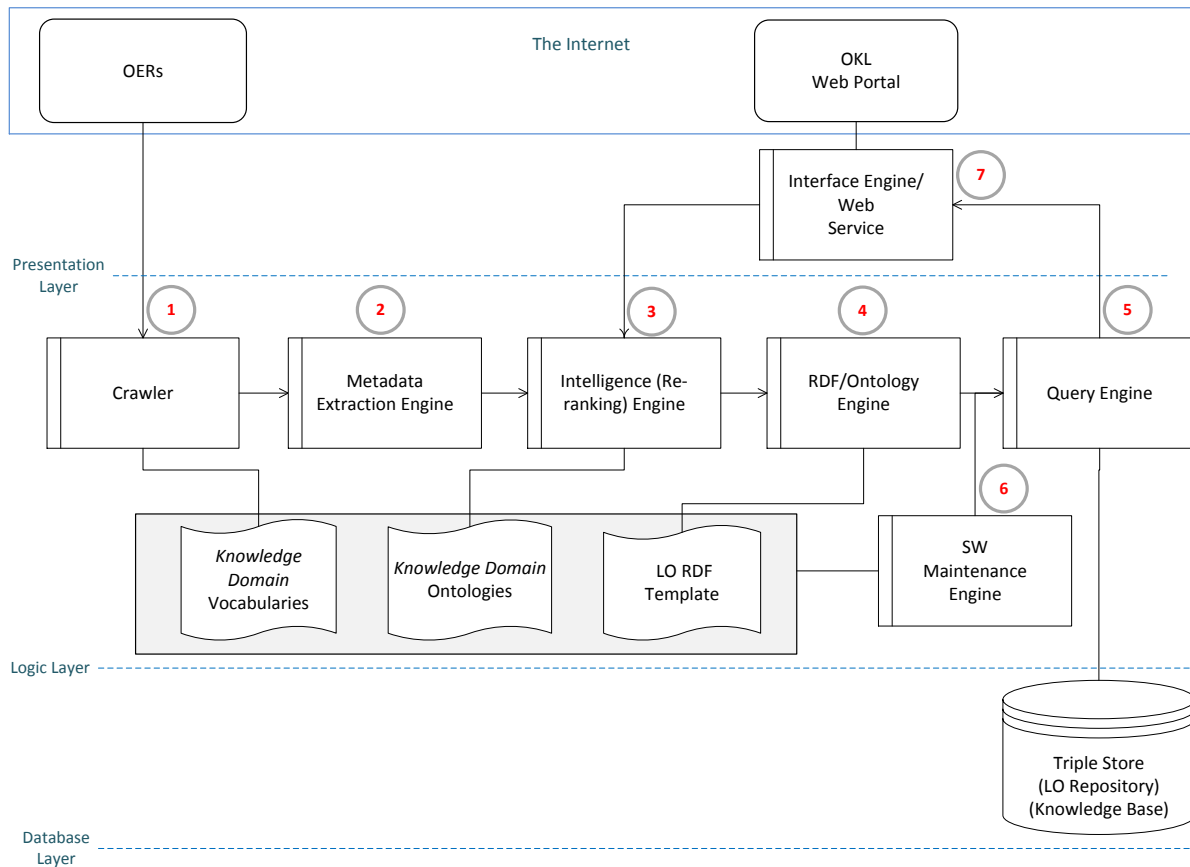 The Internet
OERs
OKL
Web Portal
7
Interface Engine/
Web
Service
Presentation
Layer
1
2
3
4
5
Crawler
Metadata
Extraction Engine
Intelligence (Re-
ranking) Engine
RDF/Ontology
Engine
Query Engine
6
Knowledge
Domain
Vocabularies
Knowledge Domain
Ontologies
LO RDF
Template
SW
Maintenance
Engine
Logic Layer
Triple Store
(LO Repository)
(Knowledge Base)
Database
Layer